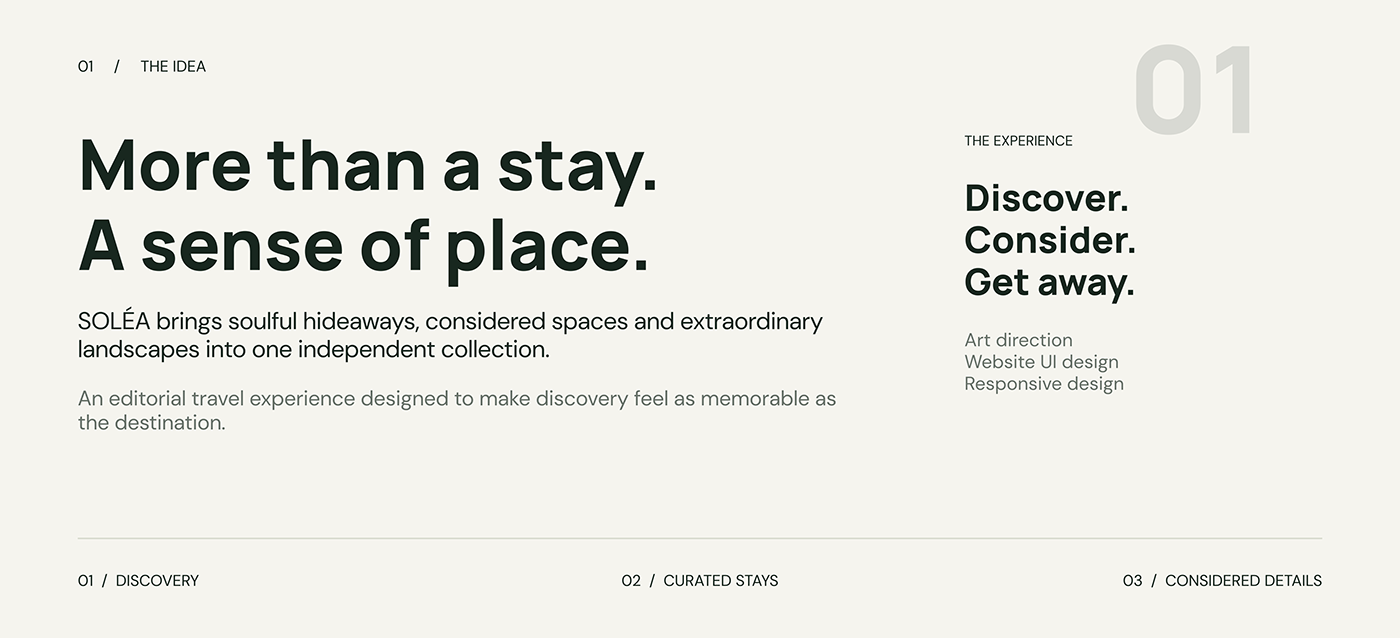 01 / THE IDEA
01
More than a stay.
A sense of place.
SOLÉA brings soulful hideaways, considered spaces and extraordinary
landscapes into one independent collection.
An editorial travel experience designed to make discovery feel as memorable as
the destination.
THE EXPERIENCE
Discover.
Consider.
Get away.
Art direction
Website UI design
Responsive design
01 / DISCOVERY
02 / CURATED STAYS
03 / CONSIDERED DETAILS